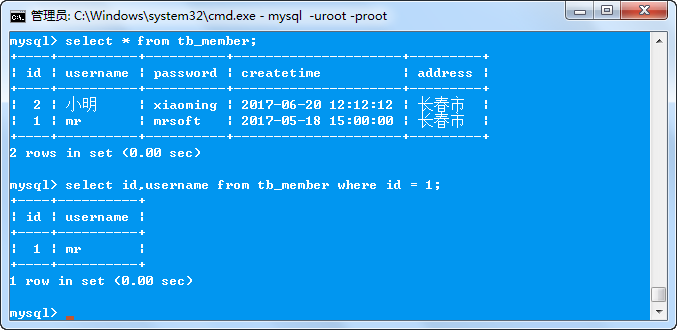 管理员: C:\Windows\system32\cmd.exe - mysql  -uroot -proot
mysql> select * from tb_member;
+----+----------+----------+---------------------+---------+
| id | username | password | createtime          | address |
+----+----------+----------+---------------------+---------+
|  2 | 小明     | xiaoming | 2017-06-20 12:12:12 | 长春市  |
|  1 | mr       | mrsoft   | 2017-05-18 15:00:00 | 长春市  |
+----+----------+----------+---------------------+---------+
2 rows in set (0.00 sec)
mysql> select id,username from tb_member where id = 1;
+----+----------+
| id | username |
+----+----------+
|  1 | mr       |
+----+----------+
1 row in set (0.00 sec)
mysql>